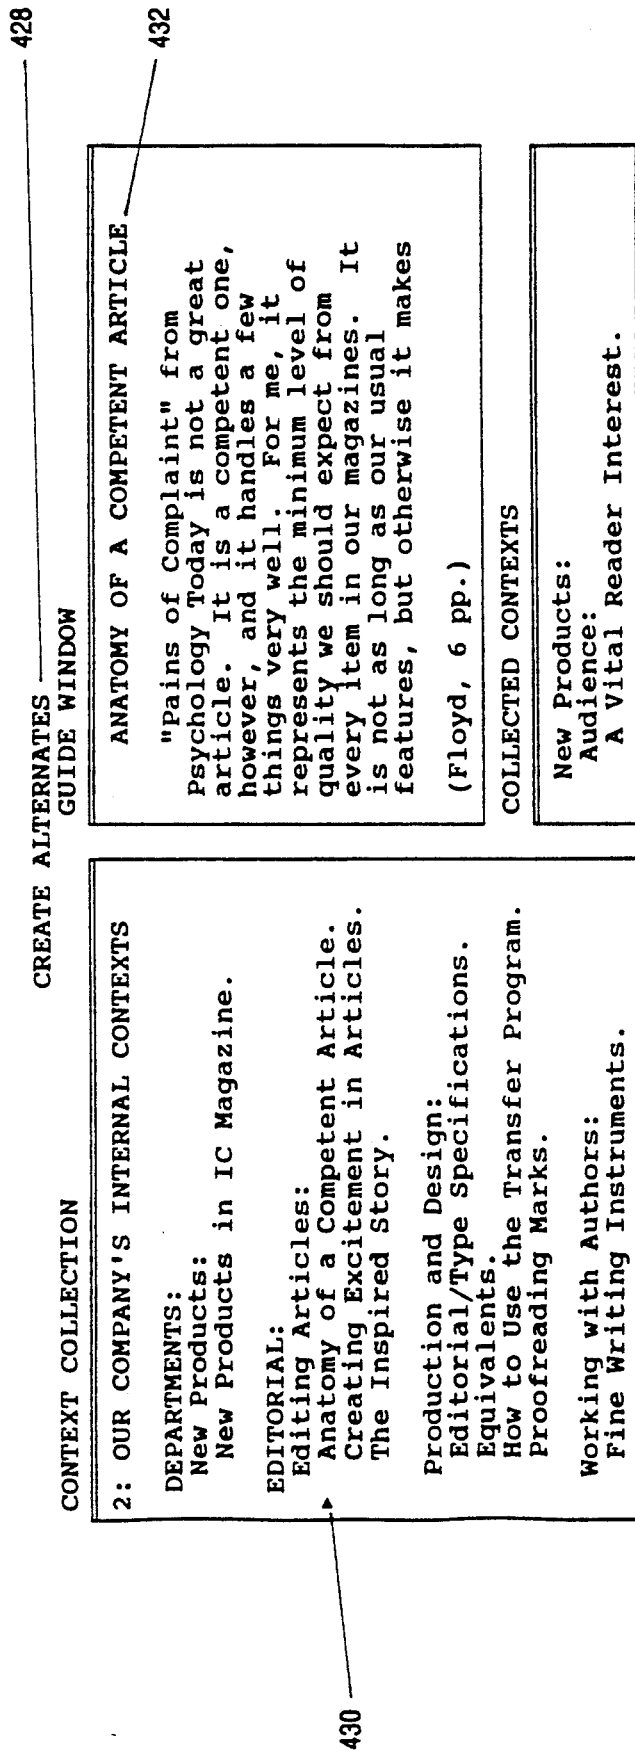 CREATE ALTERNATES
428
CONTEXT COLLECTION
2: OUR COMPANY'S INTERNAL CONTEXTS
DEPARTMENTS:
New Products:
New Products in IC Magazine.
EDITORIAL:
Editing Articles:
Anatomy of a Competent Article.
Creating Excitement in Articles.
The Inspired Story.
Production and Design:
Editorial/Type Specifications.
Equivalents.
How to Use the Transfer Program.
Proofreading Marks.
Working with Authors:
Fine Writing Instruments.
430
GUIDE WINDOW
ANATOMY OF A COMPETENT ARTICLE
432
"Pains of Complaint" from
Psychology Today is not a great
article. It is a competent one,
however, and it handles a few
things very well. For me, it
represents the minimum level of
quality we should expect from
every item in our magazines. It
is not as long as our usual
features, but otherwise it makes
(Floyd, 6 pp.)
COLLECTED CONTEXTS
New Products:
Audience:
A Vital Reader Interest.